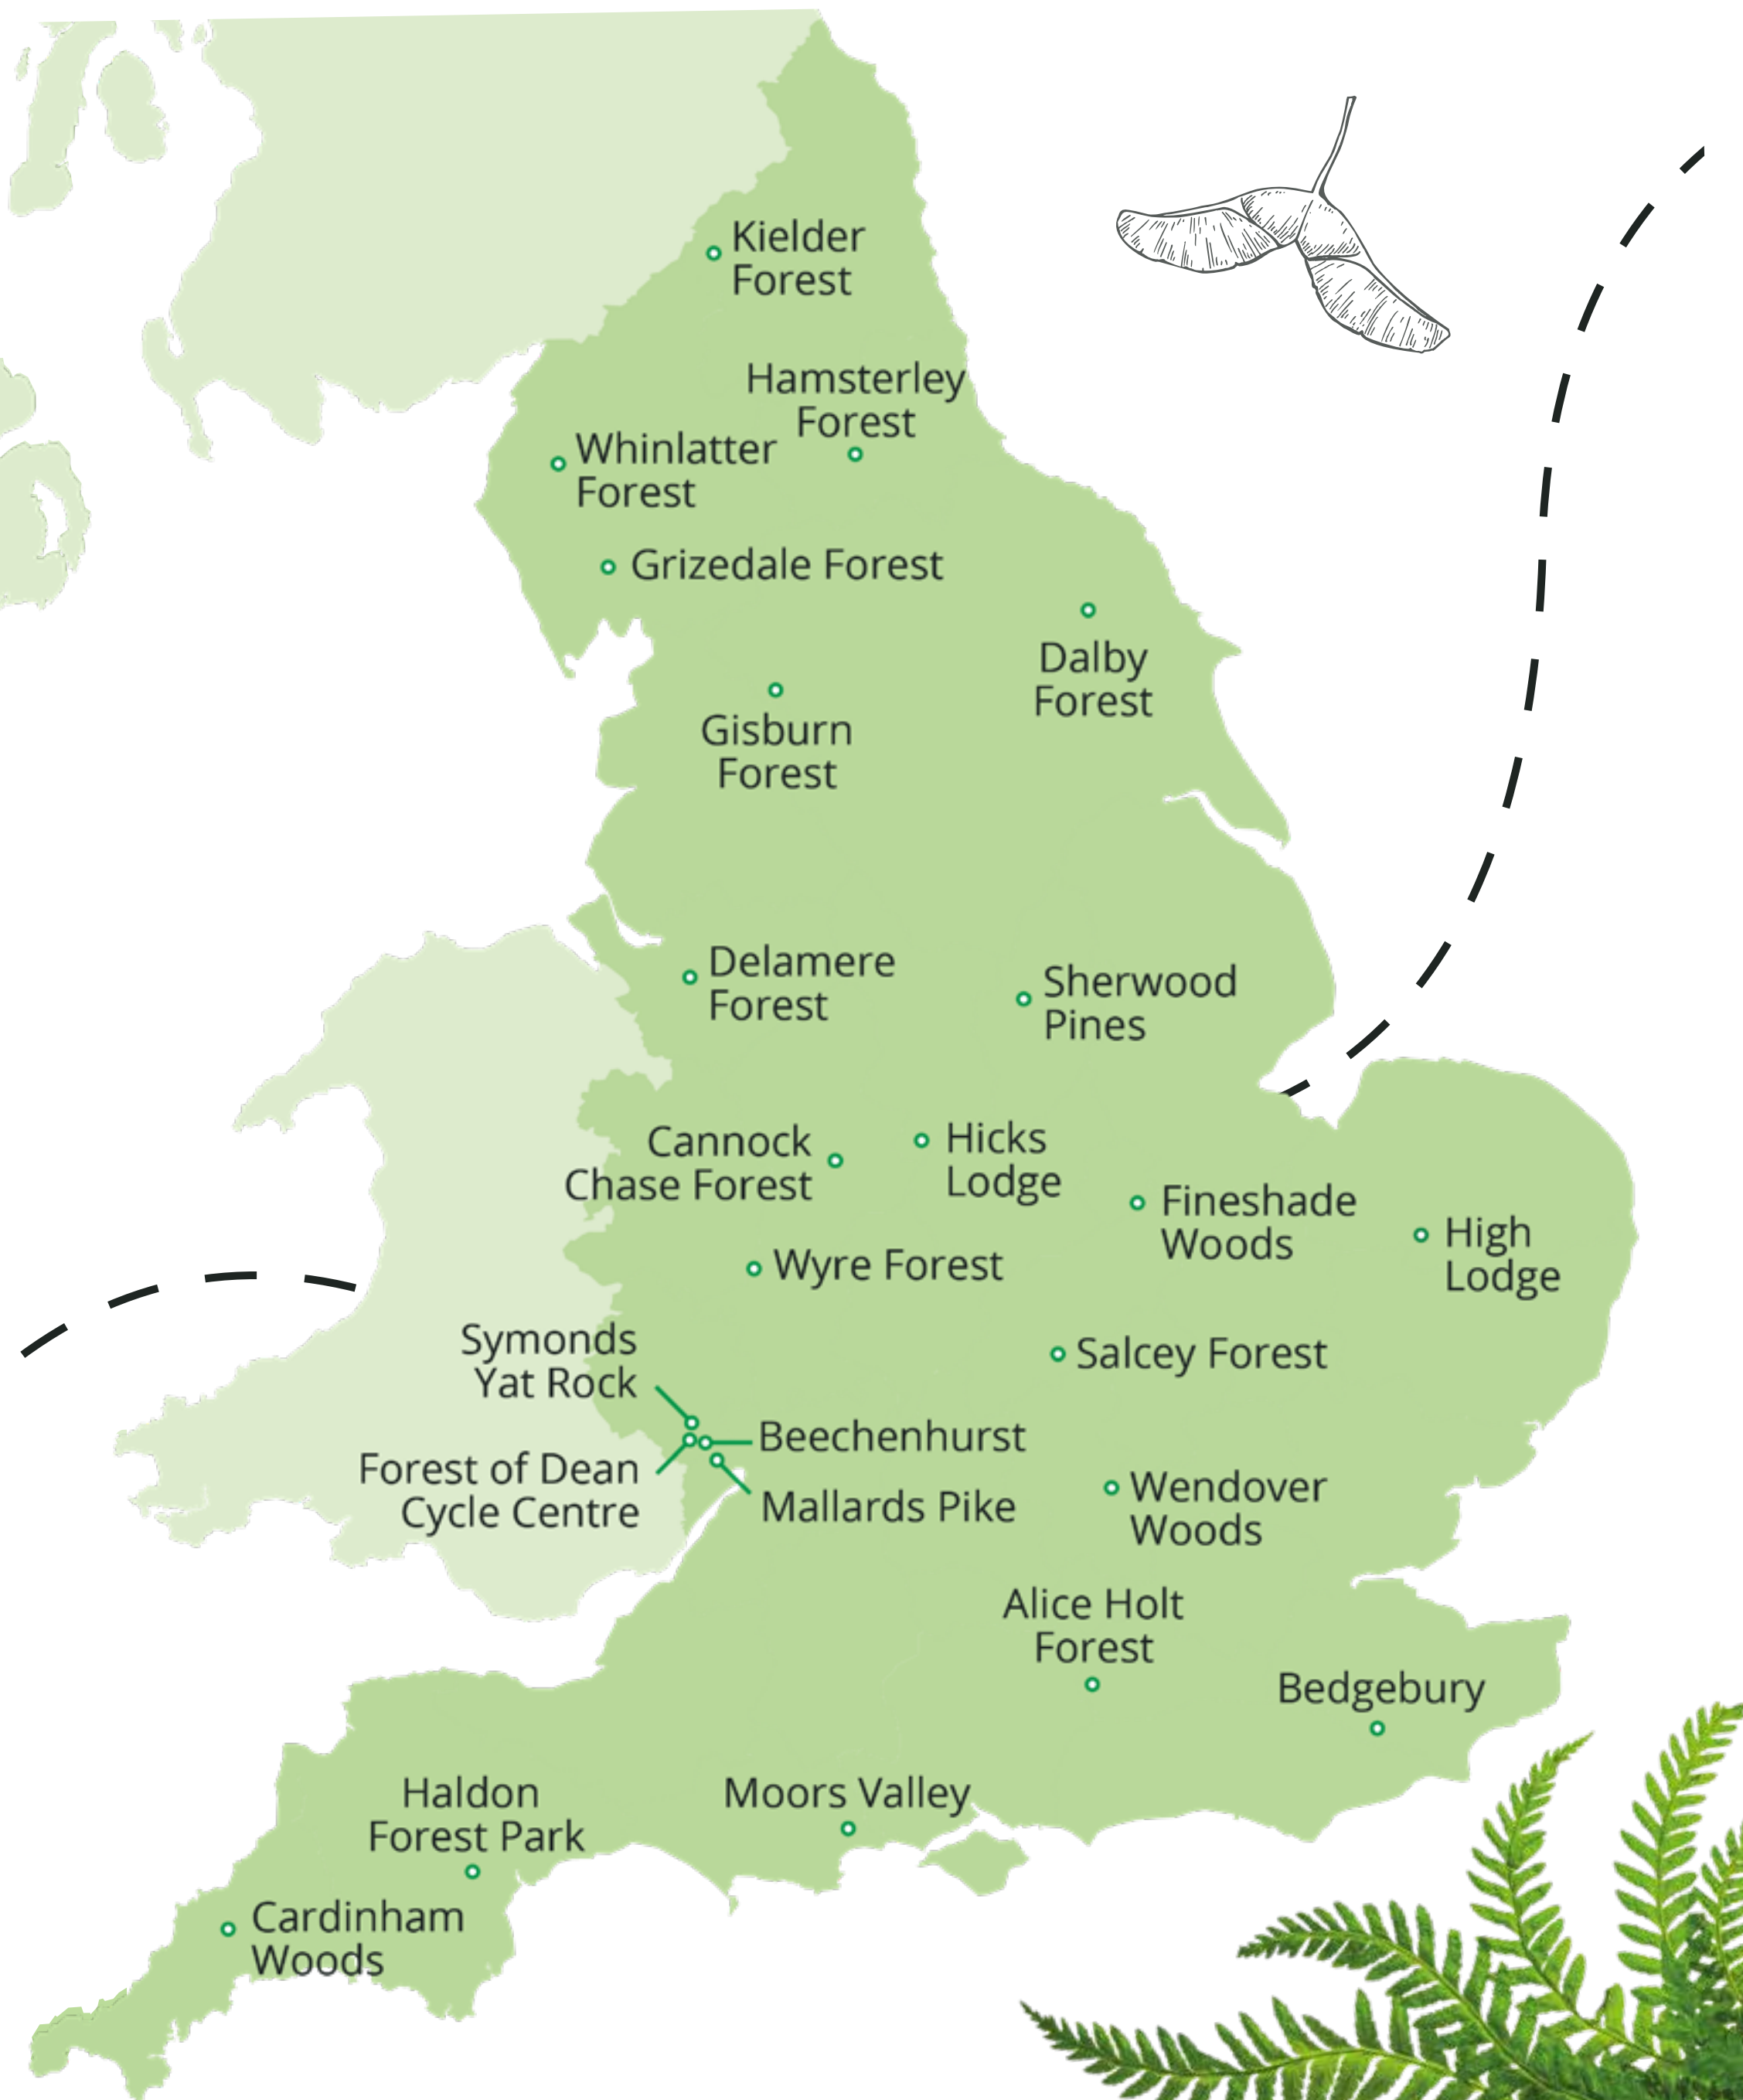 Kielder
Forest
Hamsterley
Forest
Whinlatter
Forest
Grizedale Forest
Dalby
Forest
Gisburn
Forest
Delamere
Forest
Sherwood
Pines
Cannock
Chase Forest
Hicks
Lodge
Fineshade
Woods
High
Lodge
Wyre Forest
Symonds
Yat Rock
Salcey Forest
Beechenhurst
Forest of Dean
Cycle Centre
Mallards Pike
Wendover
Woods
Alice Holt
Forest
Bedgebury
Haldon
Forest Park
Moors Valley
Cardinham
Woods